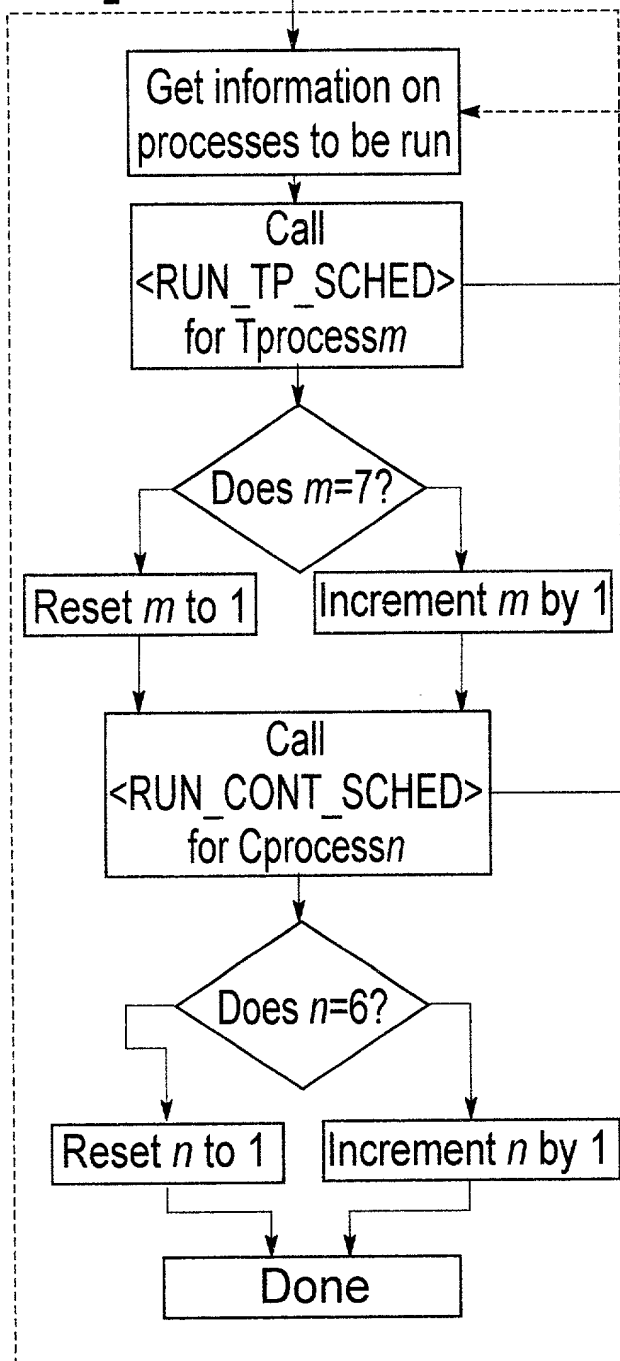 Get information on
processes to be run
Call
<RUN_TP_SCHED>
for Tprocessm
Does m=7?
Reset m to 1
Increment m by 1
Call
<RUN_CONT_SCHED>
for Cprocessn
Does n=6?
Reset n to 1
Increment n by 1
Done